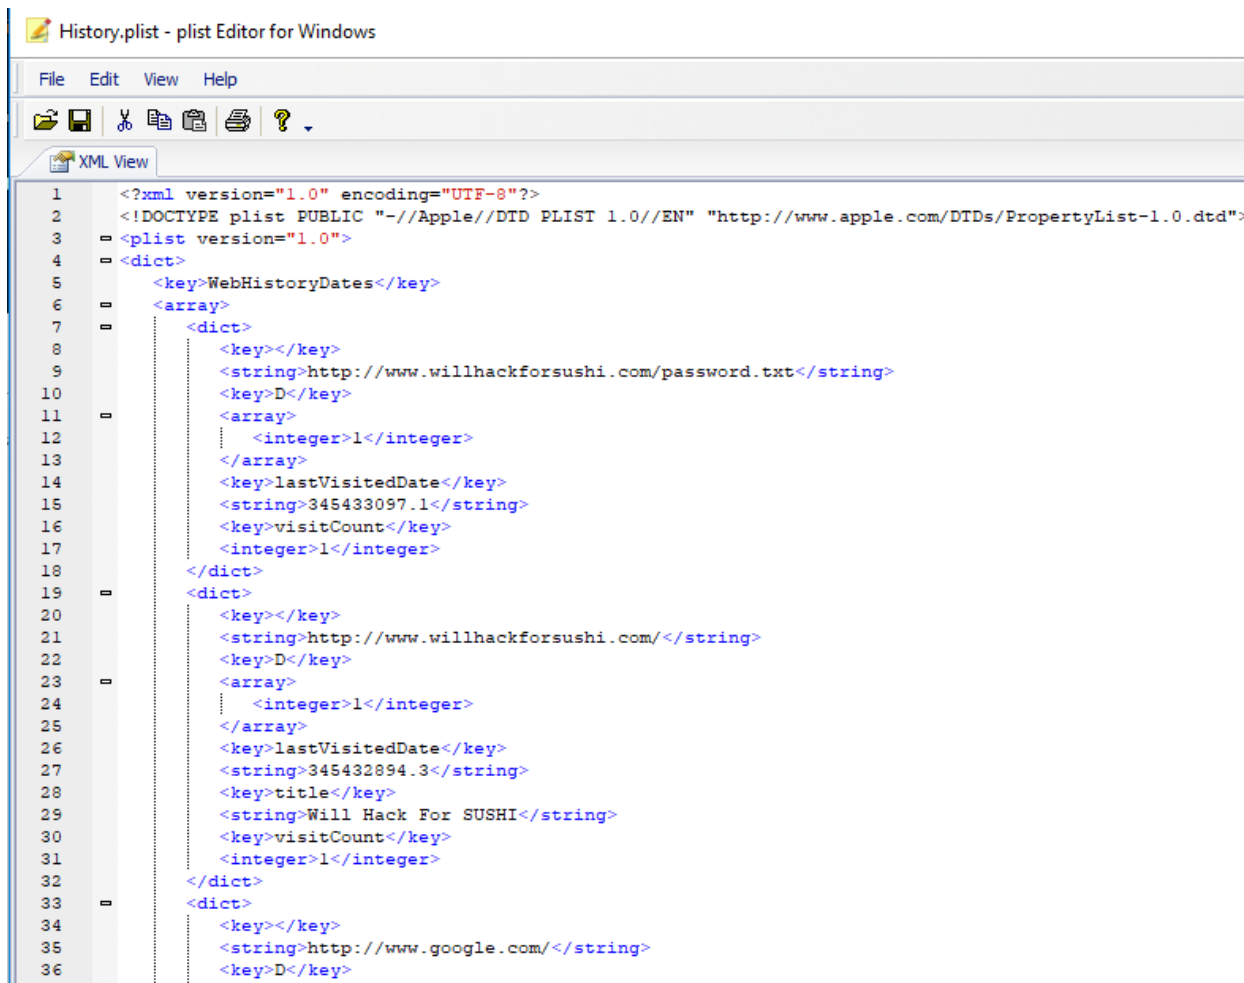 History.plist - plist Editor for Windows
File Edit View Help
XML View
1 <?xml version="1.0" encoding="UTF-8"?>
2 <!DOCTYPE plist PUBLIC "-//Apple//DTD PLIST 1.0//EN" "http://www.apple.com/DTDs/PropertyList-1.0.dtd">
3 <plist version="1.0">
4 <dict>
5 <key>WebHistoryDates</key>
6 <array>
7 <dict>
8 <key></key>
9 <string>http://www.willhackforsushi.com/password.txt</string>
10 <key>D</key>
11 <array>
12 <integer>1</integer>
13 </array>
14 <key>lastVisitedDate</key>
15 <string>345433097.1</string>
16 <key>visitCount</key>
17 <integer>1</integer>
18 </dict>
19 <dict>
20 <key></key>
21 <string>http://www.willhackforsushi.com/</string>
22 <key>D</key>
23 <array>
24 <integer>1</integer>
25 </array>
26 <key>lastVisitedDate</key>
27 <string>345432894.3</string>
28 <key>title</key>
29 <string>Will Hack For SUSHI</string>
30 <key>visitCount</key>
31 <integer>1</integer>
32 </dict>
33 <dict>
34 <key></key>
35 <string>http://www.google.com/</string>
36 <key>D</key>